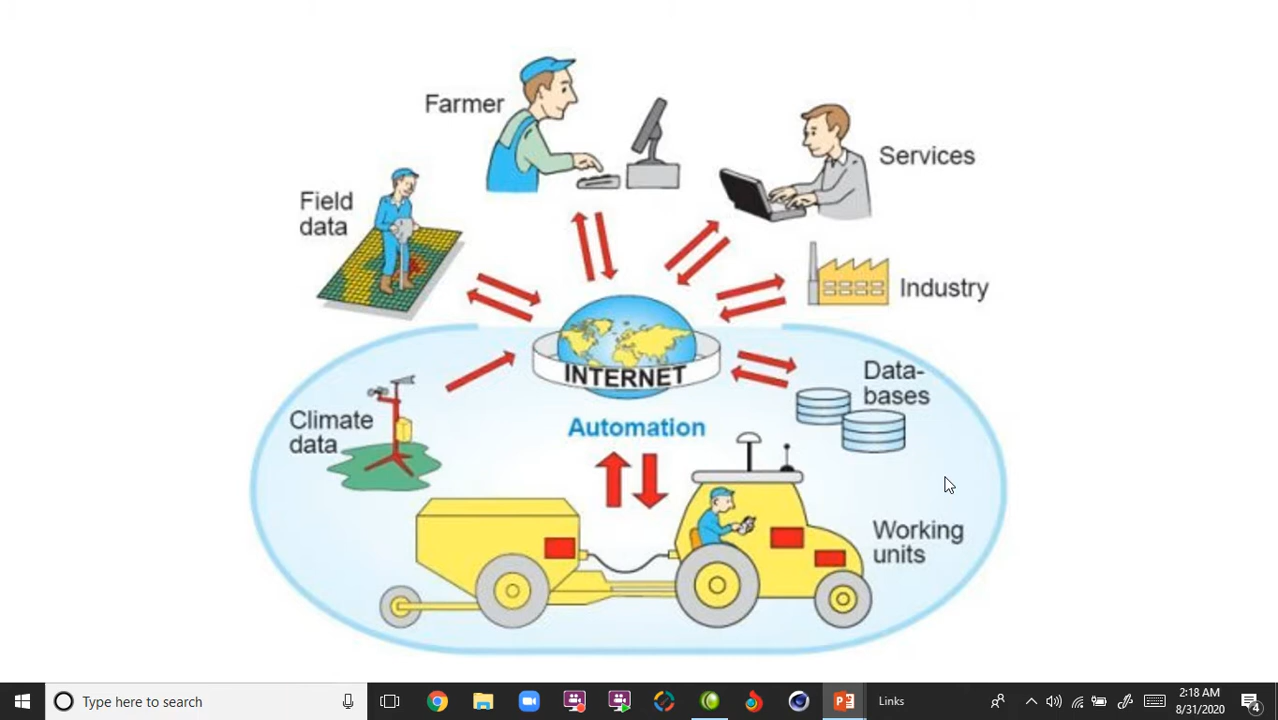 Farmer
Services
Field
data
Industry
INTERNET
Data-
bases
Climate
data
Automation
Working
units
Type here to search
Links
2:18 AM
8/31/2020
4